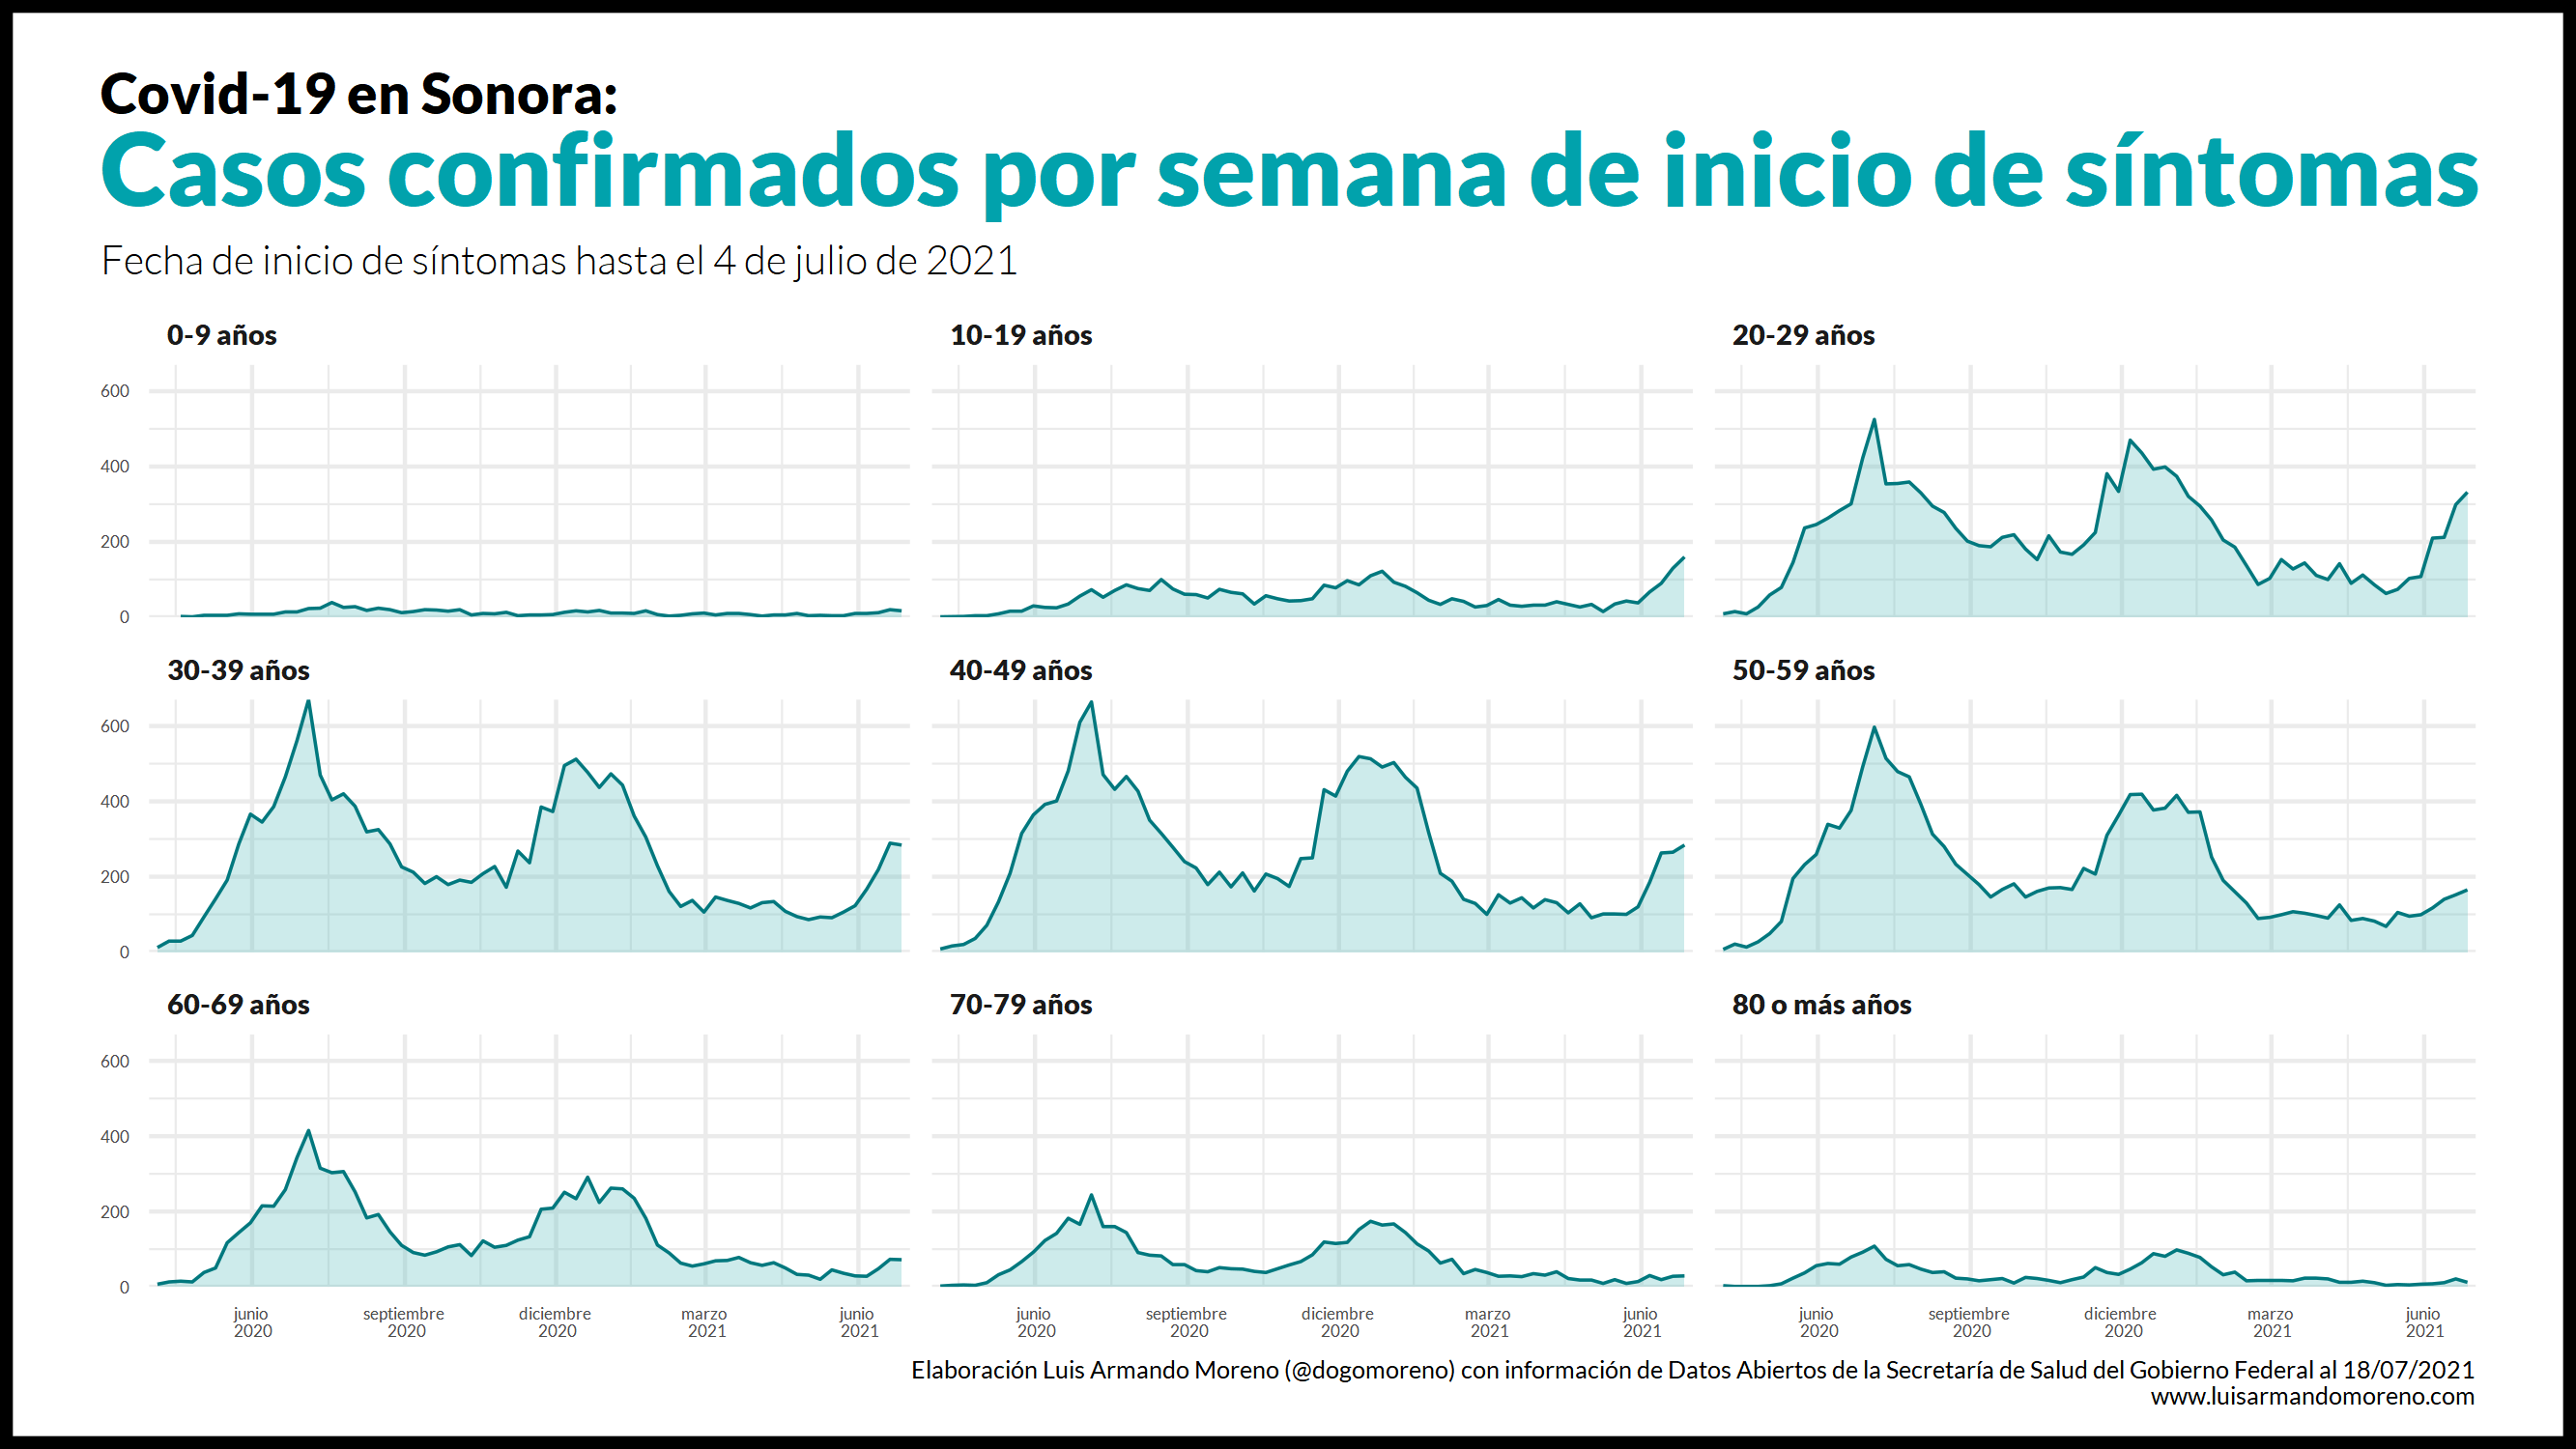 Covid-19 en Sonora:
Casos confirmados por semana de inicio de síntomas
Fecha de inicio de síntomas hasta el 4 de julio de 2021
0-9 años
10-19 años
20-29 años
600
400
200
0
30-39 años
40-49 años
50-59 años
600
400
200
0
60-69 años
70-79 años
80 o más años
600
400
200
0
junio 2020
septiembre 2020
diciembre 2020
marzo 2021
junio 2021
junio 2020
septiembre 2020
diciembre 2020
marzo 2021
junio 2021
junio 2020
septiembre 2020
diciembre 2020
marzo 2021
junio 2021
Elaboración Luis Armando Moreno (@dogomoreno) con información de Datos Abiertos de la Secretaría de Salud del Gobierno Federal al 18/07/2021
www.luisarmandomoreno.com